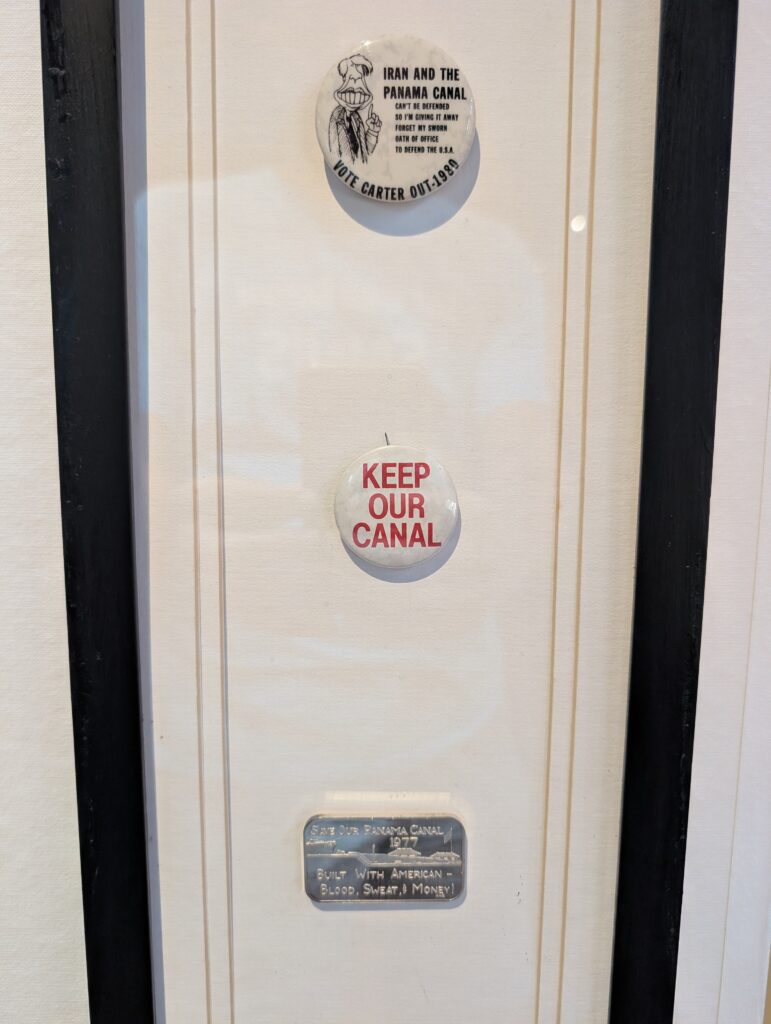 IRAN AND THE
PANAMA CANAL
CAN'T BE DEFENDED
SO I'M GIVING IT AWAY
FORGET MY SWORN
OATH OF OFFICE
TO DEFEND THE U.S.A.
VOTE CARTER OUT-1980
KEEP
OUR
CANAL
SAVE OUR PANAMA CANAL
1977
BUILT WITH AMERICAN -
BLOOD, SWEAT, & MONEY!